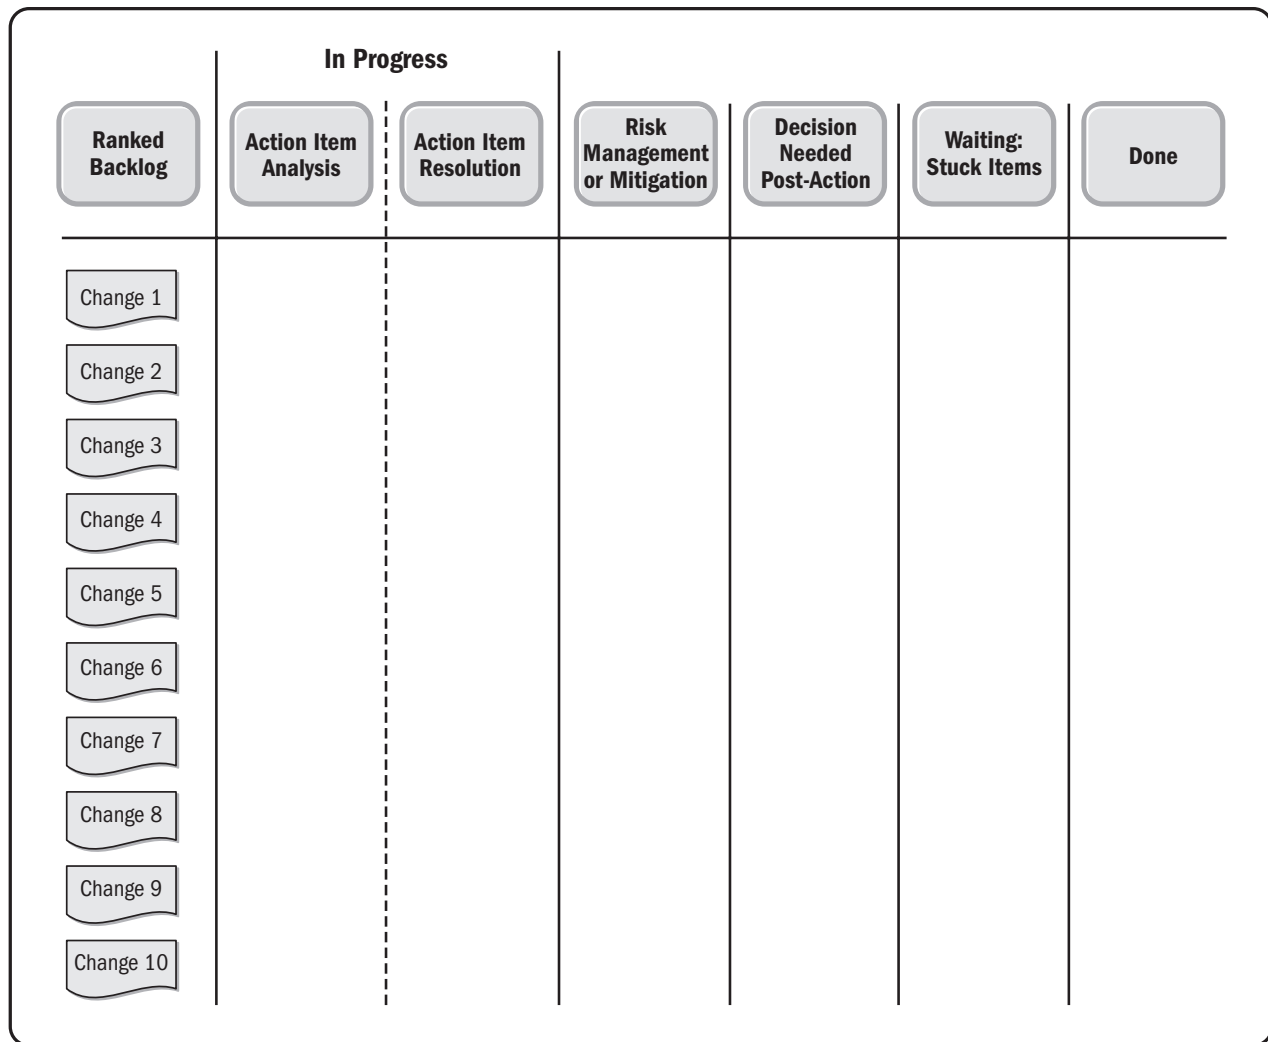 In Progress
Ranked
Backlog
Action Item
Analysis
Action Item
Resolution
Risk
Management
or Mitigation
Decision
Needed
Post-Action
Waiting:
Stuck Items
Done
Change 1
Change 2
Change 3
Change 4
Change 5
Change 6
Change 7
Change 8
Change 9
Change 10